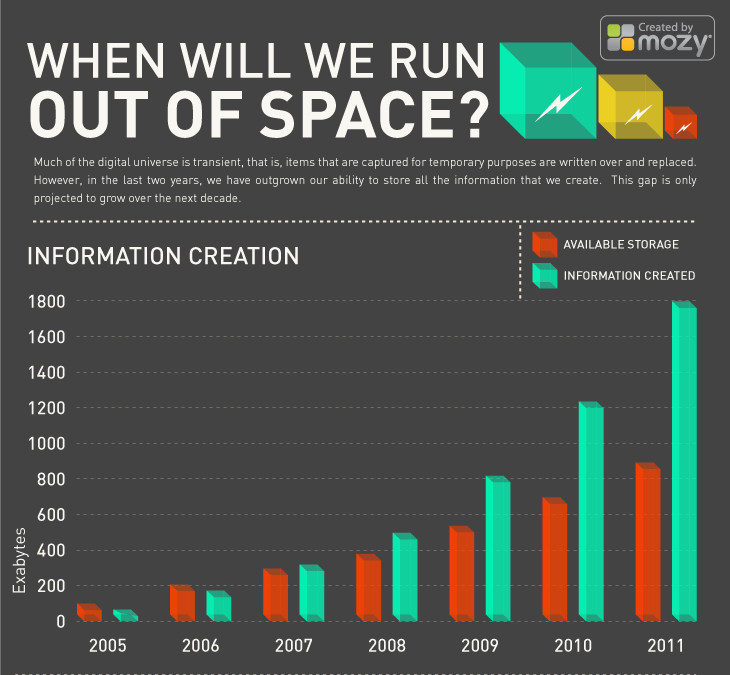 Created by
mozy
WHEN WILL WE RUN
OUT OF SPACE?
Much of the digital universe is transient, that is, items that are captured for temporary purposes are written over and replaced.
However, in the last two years, we have outgrown our ability to store all the information that we create. This gap is only
projected to grow over the next decade.
INFORMATION CREATION
AVAILABLE STORAGE
INFORMATION CREATED
1800
1600
1400
1200
1000
800
600
400
200
0
Exabytes
2005 2006 2007 2008 2009 2010 2011